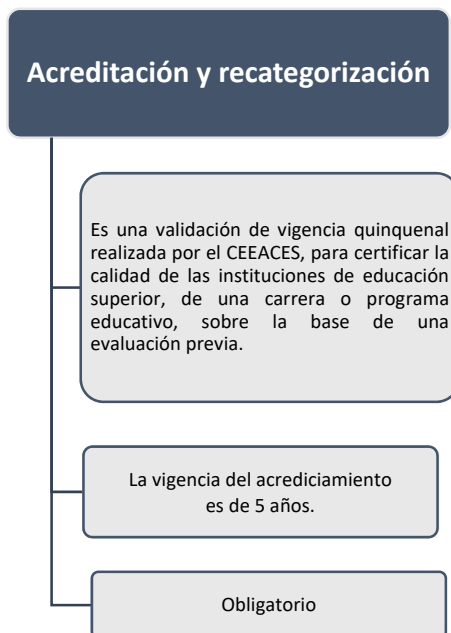 Acreditación y recategorización
Es una validación de vigencia quinquenal
realizada por el CEEACES, para certificar la
calidad de las instituciones de educación
superior, de una carrera o programa
educativo, sobre la base de una
evaluación previa.
La vigencia del acrediciamiento
es de 5 años.
Obligatorio